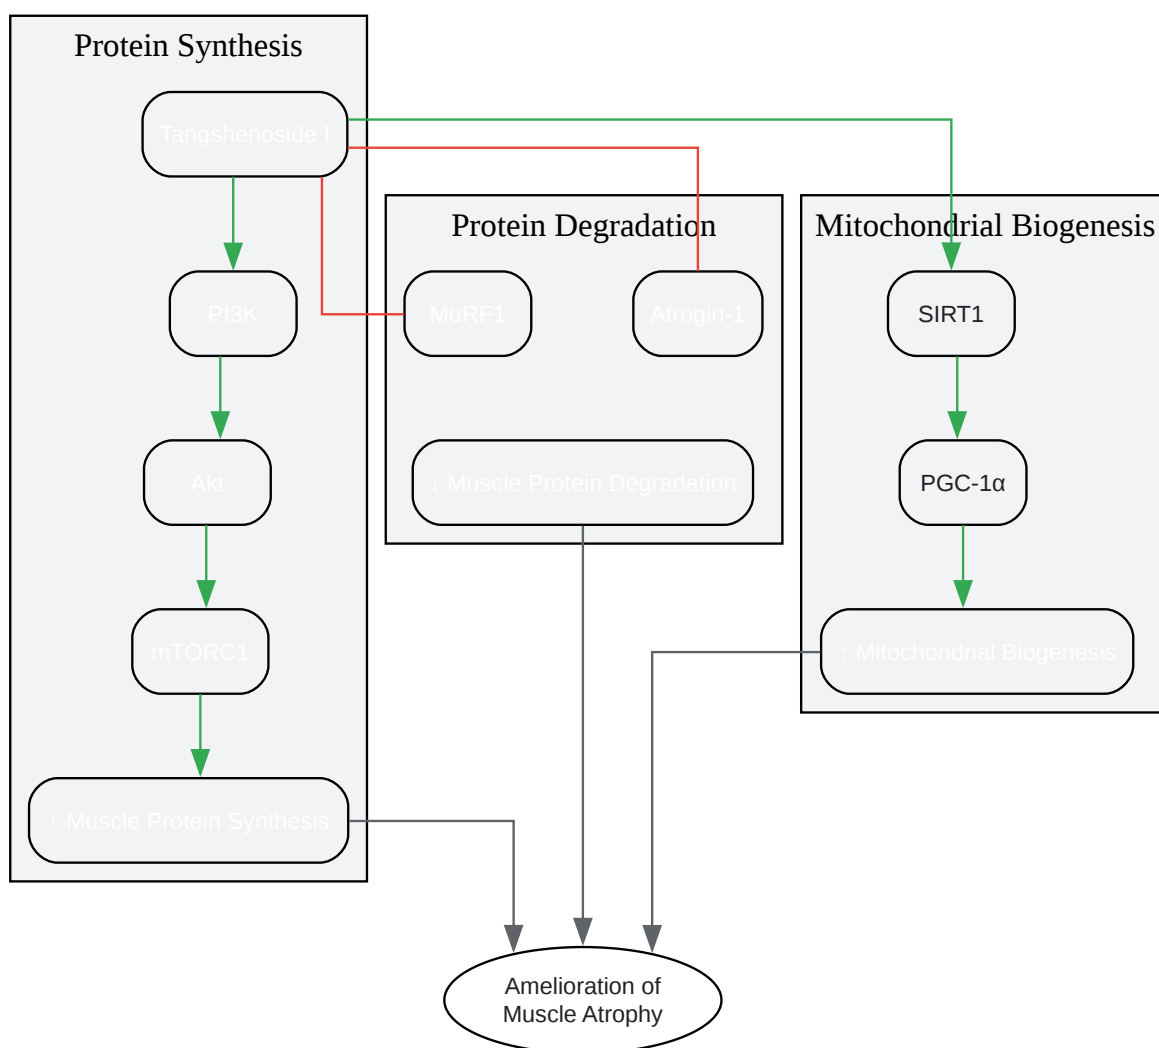 Protein Synthesis
Tangshenoside I
PI3K
Akt
mTORC1
↑ Muscle Protein Synthesis
Protein Degradation
MuRF1
Atrogin-1
↓ Muscle Protein Degradation
Mitochondrial Biogenesis
SIRT1
PGC-1α
↑ Mitochondrial Biogenesis
Amelioration of
Muscle Atrophy